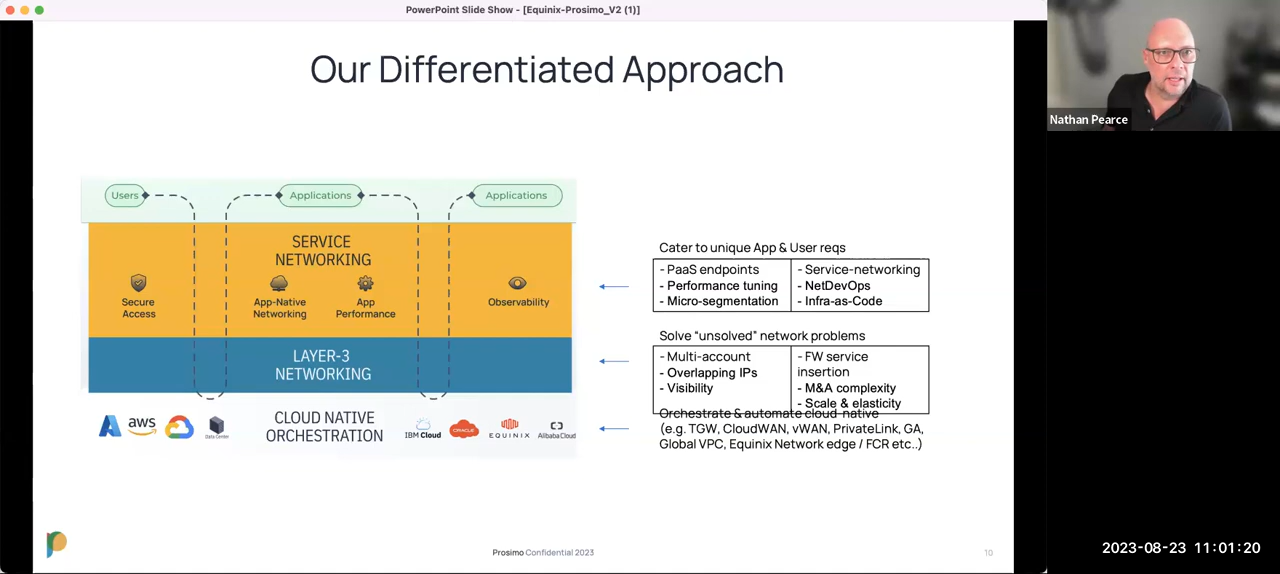 PowerPoint Slide Show - [Equinix-Prosimo_V2 (1)]
Our Differentiated Approach
Users
Applications
Applications
SERVICE
NETWORKING
Secure
Access
App-Native
Networking
App
Performance
Observability
LAYER-3
NETWORKING
aws
Data Center
CLOUD NATIVE
ORCHESTRATION
IBM Cloud
ORACLE
EQUINIX
Alibaba Cloud
Cater to unique App & User reqs
- PaaS endpoints
- Performance tuning
- Micro-segmentation
- Service-networking
- NetDevOps
- Infra-as-Code
Solve “unsolved” network problems
- Multi-account
- Overlapping IPs
- Visibility
- FW service
insertion
- M&A complexity
- Scale & elasticity
Orchestrate & automate cloud-native
(e.g. TGW, CloudWAN, vWAN, PrivateLink, GA,
Global VPC, Equinix Network edge / FCR etc..)
Prosimo Confidential 2023
10
Nathan Pearce
2023-08-23 11:01:20